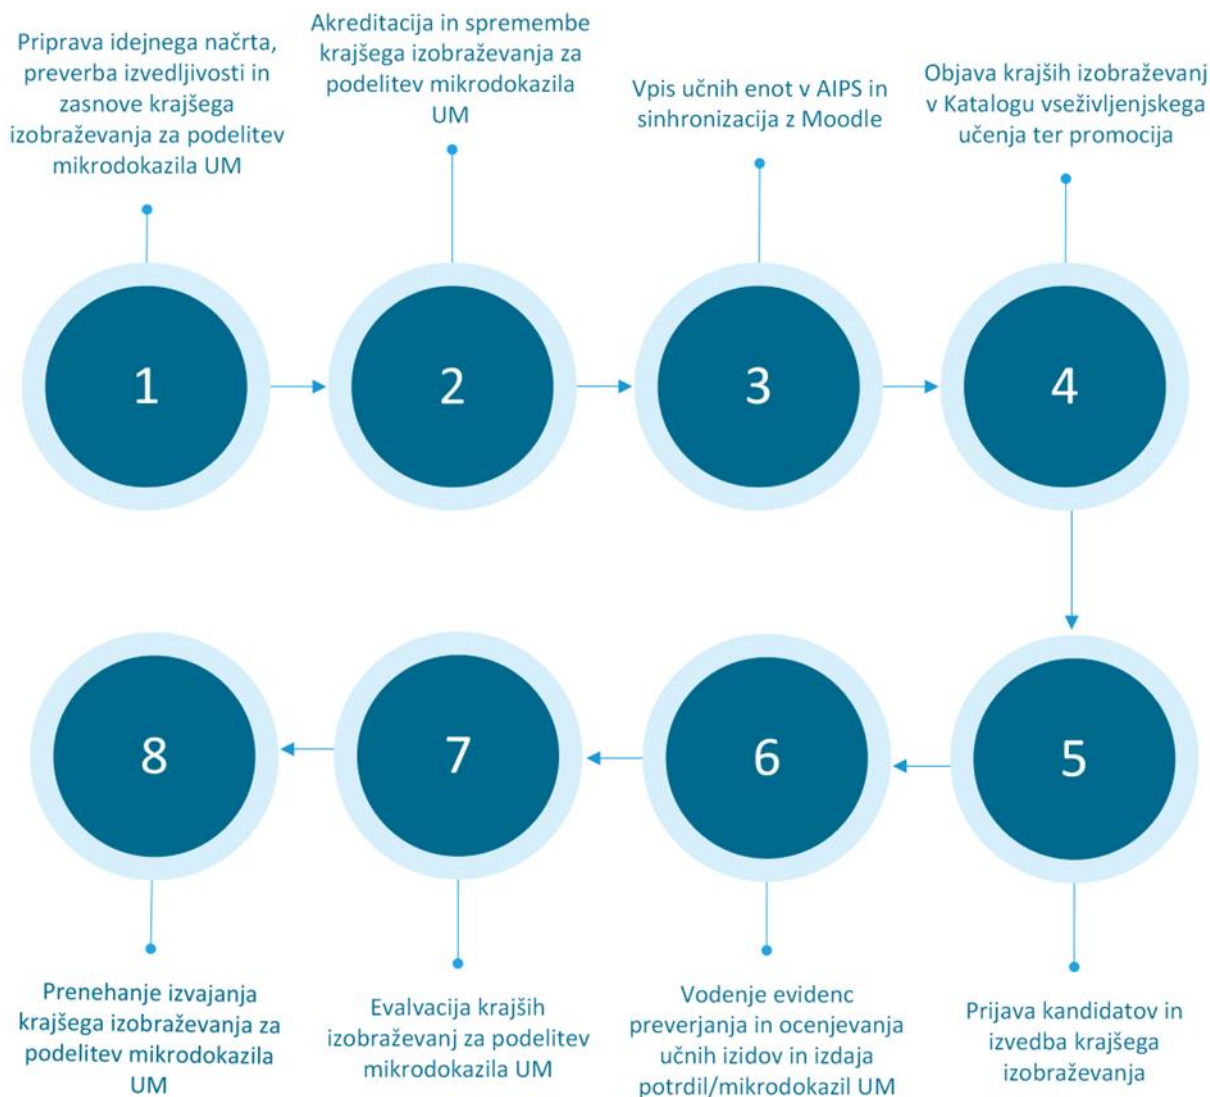 Priprava idejnega načrta,
preverba izvedljivosti in
zasnove krajšega
izobraževanja za podelitev
mikrodokazila UM
Akreditacija in spremembe
krajšega izobraževanja za
podelitev mikrodokazila
UM
Vpis učnih enot v AIPS in
sinhronizacija z Moodle
Objava krajših izobraževanj
v Katalogu vseživljenjskega
učenja ter promocija
1
2
3
4
8
7
6
5
Prenehanje izvajanja
krajšega izobraževanja za
podelitev mikrodokazila
UM
Evalvacija krajših
izobraževanj za podelitev
mikrodokazila UM
Vodenje evidenc
preverjanja in ocenjevanja
učnih izidov in izdaja
potrdil/mikrodokazil UM
Prijava kandidatov in
izvedba krajšega
izobraževanja